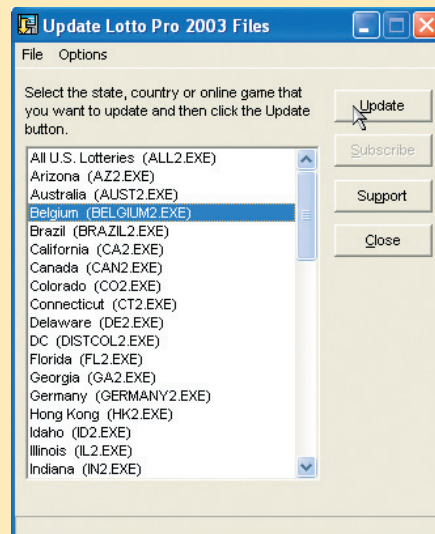 Update Lotto Pro 2003 Files
File Options
Select the state, country or online game that
you want to update and then click the Update
button.
Update
Subscribe
Support
Close
All U.S. Lotteries (ALL2.EXE)
Arizona (AZ2.EXE)
Australia (AUST2.EXE)
Belgium (BELGIUM2.EXE)
Brazil (BRAZIL2.EXE)
California (CA2.EXE)
Canada (CAN2.EXE)
Colorado (CO2.EXE)
Connecticut (CT2.EXE)
Delaware (DE2.EXE)
DC (DISTCOL2.EXE)
Florida (FL2.EXE)
Georgia (GA2.EXE)
Germany (GERMANY2.EXE)
Hong Kong (HK2.EXE)
Idaho (ID2.EXE)
Illinois (IL2.EXE)
Indiana (IN2.EXE)